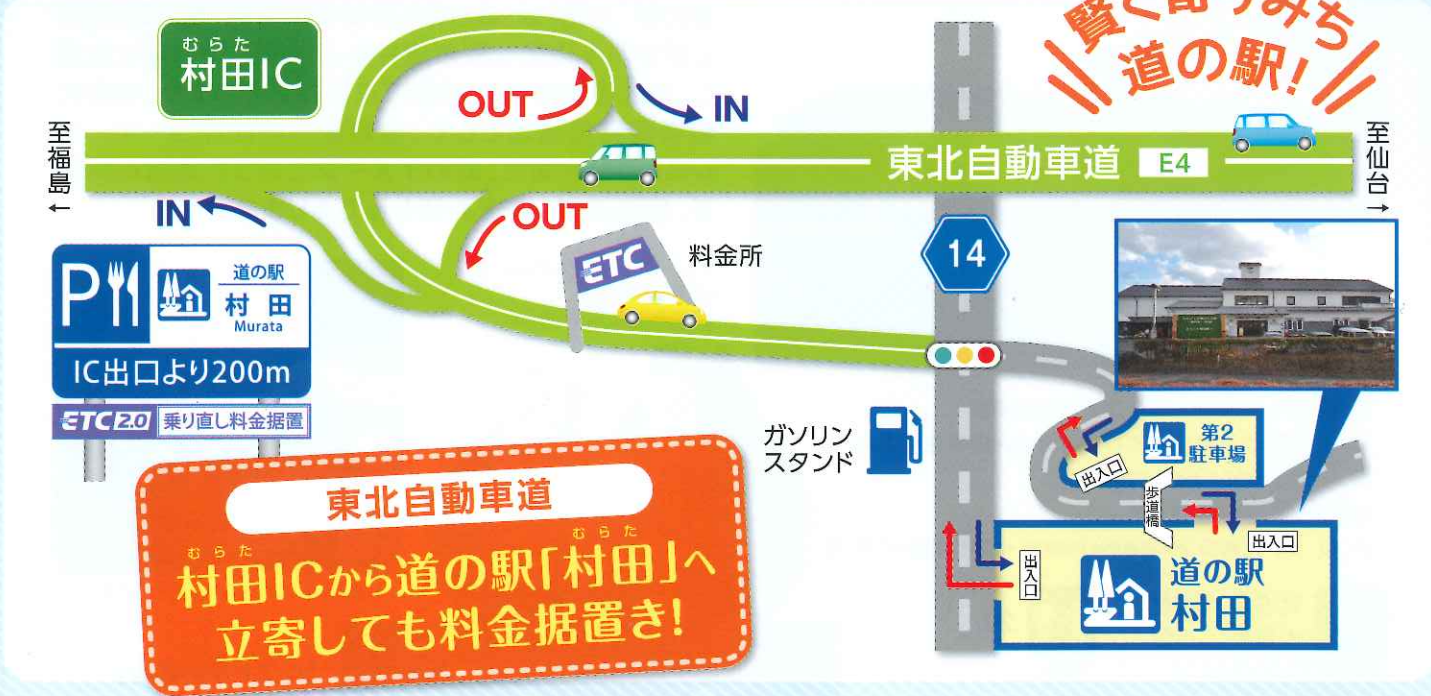 賢く寄りみち
道の駅!
むらた
村田IC
OUT
IN
至福島
←
東北自動車道 E4
至仙台
→
IN
OUT
ETC
料金所
14
P
道の駅
村田
Murata
IC出口より200m
ETC2.0 乗り直し料金据置
ガソリン
スタンド
第2
駐車場
出入口
歩道橋
出入口
出入口
道の駅
村田
東北自動車道
むらた むらた
村田ICから道の駅「村田」へ
立寄しても料金据置き!